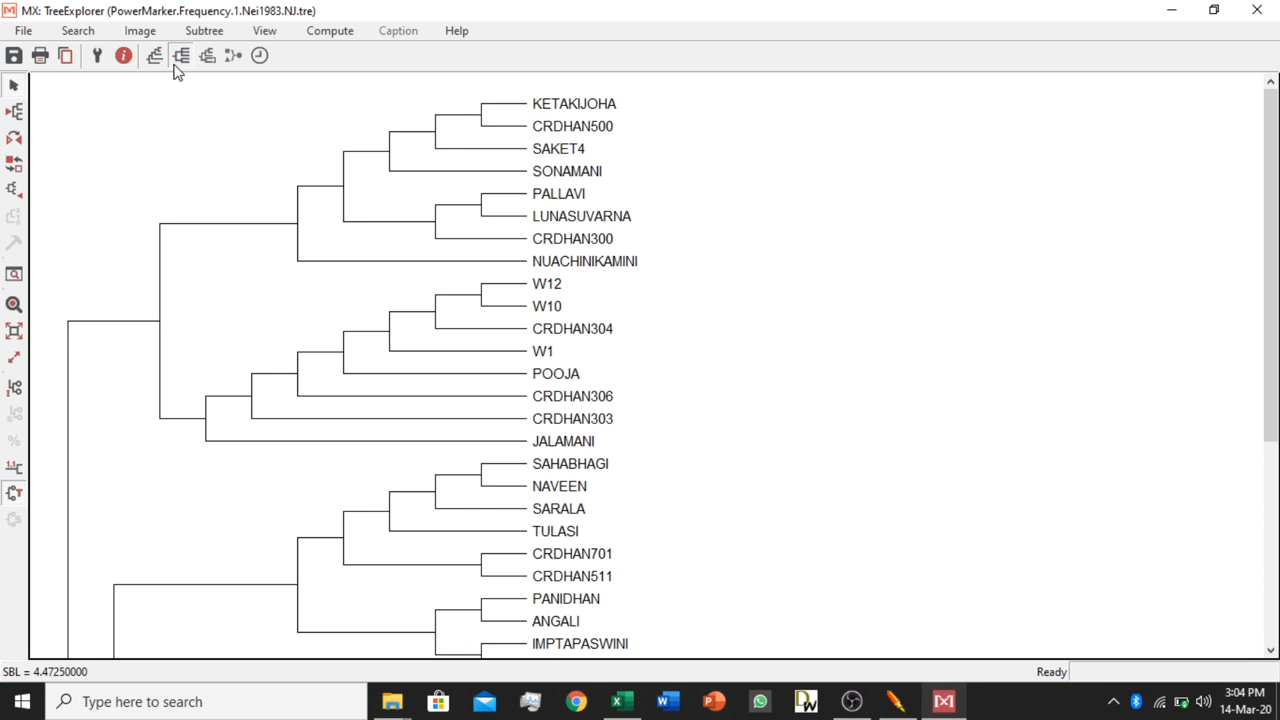 MX: TreeExplorer (PowerMarker.Frequency.1.Nei1983.NJ.tre)
File Search Image Subtree View Compute Caption Help
KETAKIJOHA
CRDHAN500
SAKET4
SONAMANI
PALLAVI
LUNASUVARNA
CRDHAN300
NUACHINIKAMINI
W12
W10
CRDHAN304
W1
POOJA
CRDHAN306
CRDHAN303
JALAMANI
SAHABHAGI
NAVEEN
SARALA
TULASI
CRDHAN701
CRDHAN511
PANIDHAN
ANGALI
IMPTAPASWINI
SBL = 4.47250000
Ready
Type here to search
3:04 PM
14-Mar-20